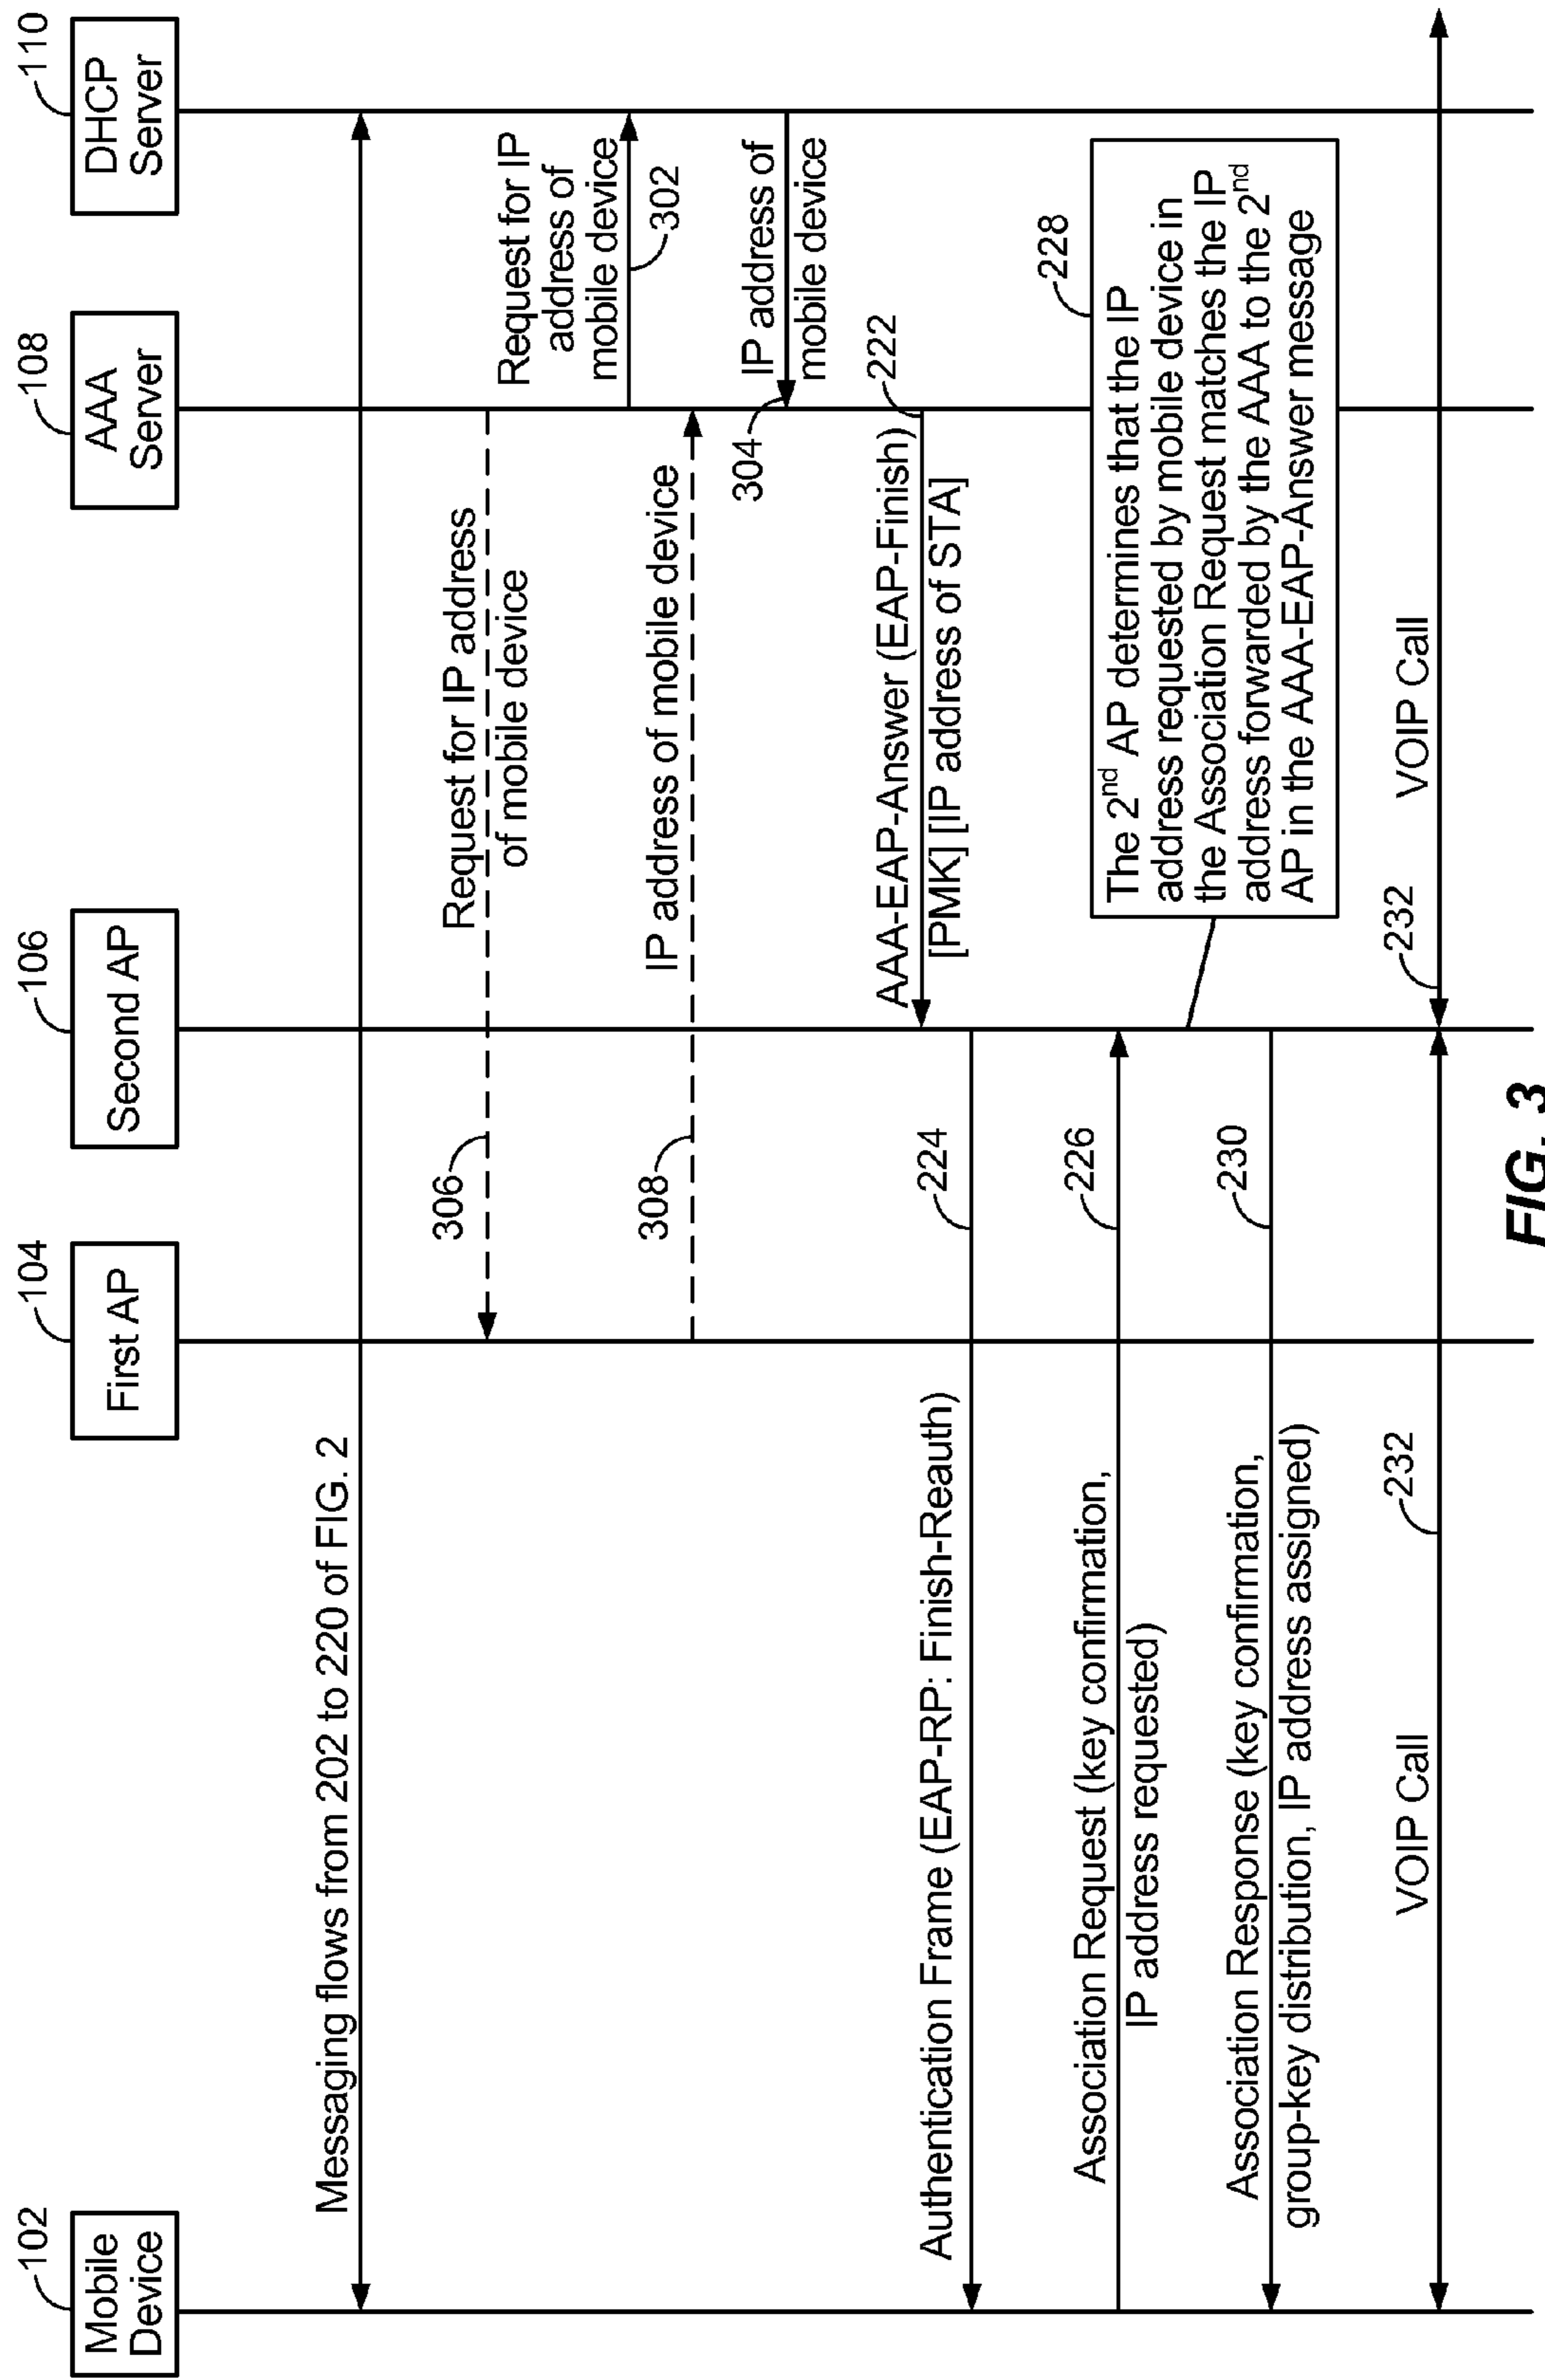 102
Mobile
Device
104
First AP
106
Second AP
108
AAA
Server
110
DHCP
Server
Messaging flows from 202 to 220 of FIG. 2
306
Request for IP address
of mobile device
Request for IP
address of
mobile device
302
308
IP address of mobile device
304
IP address of
mobile device
AAA-EAP-Answer (EAP-Finish)
[PMK] [IP address of STA]
222
Authentication Frame (EAP-RP: Finish-Reauth)
224
Association Request (key confirmation,
IP address requested)
226
228
The 2nd AP determines that the IP
address requested by mobile device in
the Association Request matches the IP
address forwarded by the AAA to the 2nd
AP in the AAA-EAP-Answer message
Association Response (key confirmation,
group-key distribution, IP address assigned)
230
VOIP Call
232
232
VOIP Call
FIG. 3